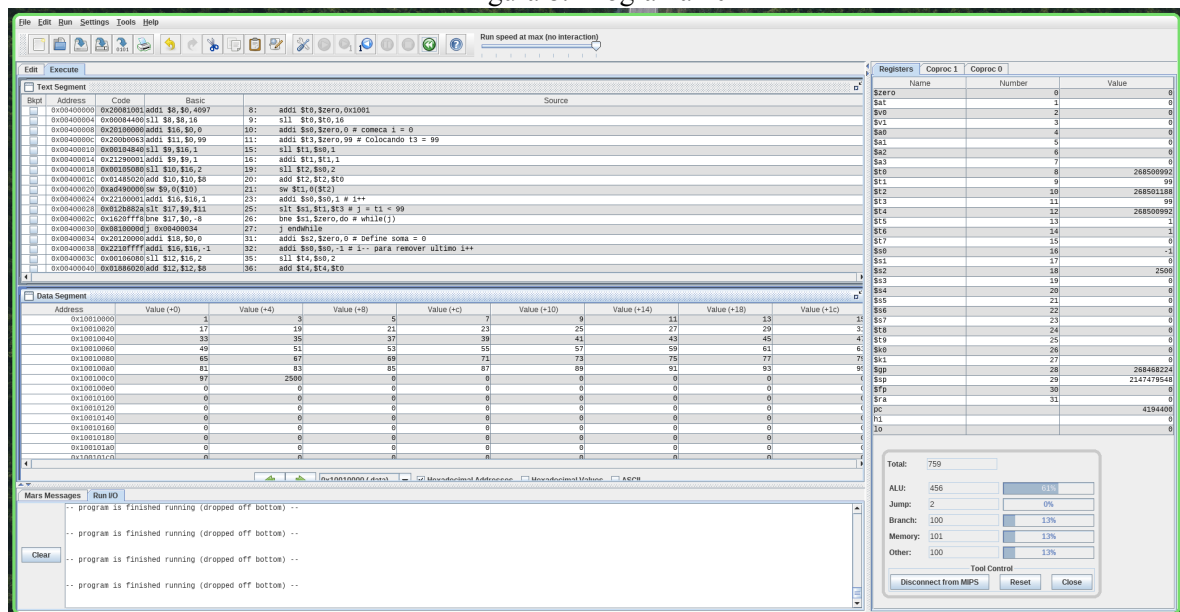 File Edit Run Settings Tools Help
Run speed at max (no interaction)
Edit Execute
Text Segment
Bkpt Address Code Basic Source
0x00400000 0x20081001 addi $8,$0,4097 8: addi $t0,$zero,0x1001
0x00400004 0x00084400 sll $8,$8,16 9: sll $t0,$t0,16
0x00400008 0x20100000 addi $16,$0,0 10: addi $s0,$zero,0 # comeca i = 0
0x0040000c 0x200b0063 addi $11,$0,99 11: addi $t3,$zero,99 # Colocando t3 = 99
0x00400010 0x00104840 sll $9,$16,1 15: sll $t1,$s0,1
0x00400014 0x21290001 addi $9,$9,1 16: addi $t1,$t1,1
0x00400018 0x00105080 sll $10,$16,2 19: sll $t2,$s0,2
0x0040001c 0x01485020 add $10,$10,$8 20: add $t2,$t2,$t0
0x00400020 0xad490000 sw $9,0($10) 21: sw $t1,0($t2)
0x00400024 0x22100001 addi $16,$16,1 23: addi $s0,$s0,1 # i++
0x00400028 0x012b882a slt $17,$9,$11 25: slt $s1,$t1,$t3 # j = t1 < 99
0x0040002c 0x1620fff8 bne $17,$0,-8 26: bne $s1,$zero,do # while(j)
0x00400030 0x0810000d j 0x00400034 27: j endWhile
0x00400034 0x20120000 addi $18,$0,0 31: addi $s2,$zero,0 # Define soma = 0
0x00400038 0x2210ffff addi $16,$16,-1 32: addi $s0,$s0,-1 # i-- para remover ultimo i++
0x0040003c 0x00106080 sll $12,$16,2 35: sll $t4,$s0,2
0x00400040 0x01886020 add $12,$12,$8 36: add $t4,$t4,$t0
Data Segment
Address Value (+0) Value (+4) Value (+8) Value (+c) Value (+10) Value (+14) Value (+18) Value (+1c)
0x10010000 1 3 5 7 9 11 13 15
0x10010020 17 19 21 23 25 27 29
0x10010040 33 35 37 39 41 43 45
0x10010060 49 51 53 55 57 59 61
0x10010080 65 67 69 71 73 75 77
0x100100a0 81 83 85 87 89 91 93
0x100100c0 97 2500 0 0 0 0 0
0x100100e0 0 0 0 0 0 0 0
0x10010100 0 0 0 0 0 0 0
0x10010120 0 0 0 0 0 0 0
0x10010140 0 0 0 0 0 0 0
0x10010160 0 0 0 0 0 0 0
0x10010180 0 0 0 0 0 0 0
0x100101a0 0 0 0 0 0 0 0
0x100101c0 0 0 0 0 0 0 0
0x10010000 (.data) Hexadecimal Addresses Hexadecimal Values ASCII
Mars Messages Run I/O
-- program is finished running (dropped off bottom) --
-- program is finished running (dropped off bottom) --
Clear
-- program is finished running (dropped off bottom) --
-- program is finished running (dropped off bottom) --
Registers Coproc 1 Coproc 0
Name Number Value
$zero 0 0
$at 1 0
$v0 2 0
$v1 3 0
$a0 4 0
$a1 5 0
$a2 6 0
$a3 7 0
$t0 8 268500992
$t1 9 99
$t2 10 268501188
$t3 11 99
$t4 12 268500992
$t5 13 1
$t6 14 1
$t7 15 0
$s0 16 -1
$s1 17 0
$s2 18 2500
$s3 19 0
$s4 20 0
$s5 21 0
$s6 22 0
$s7 23 0
$t8 24 0
$t9 25 0
$k0 26 0
$k1 27 0
$gp 28 268468224
$sp 29 2147479548
$fp 30 0
$ra 31 0
pc 4194400
hi 0
lo 0
Total: 759
ALU: 456 61%
Jump: 2 0%
Branch: 100 13%
Memory: 101 13%
Other: 100 13%
Tool Control
Disconnect from MIPS Reset Close